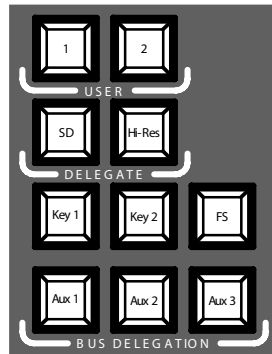 1 2
USER
SD Hi-Res
DELEGATE
Key 1 Key 2 FS
Aux 1 Aux 2 Aux 3
BUS DELEGATION